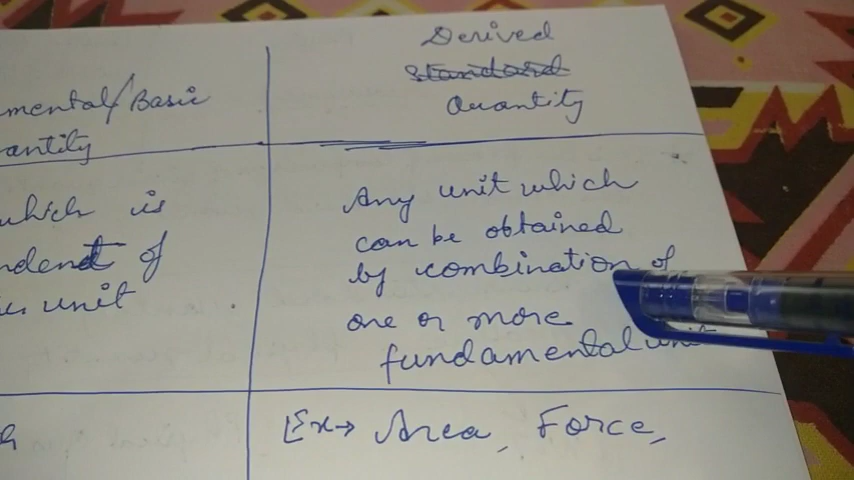 mental/Basic
antity
which is
ndent of
unit
Derived
Standard
Quantity
Any unit which
can be obtained
by combination of
one or more
fundamental unit
Ex→ Area, Force,